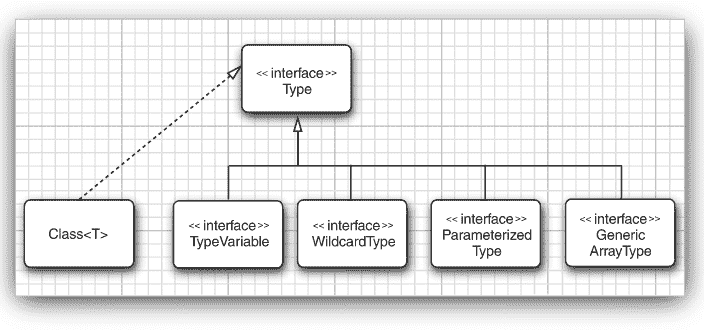 << interface >>
Type
Class<T>
<< interface >>
TypeVariable
<< interface >>
WildcardType
<< interface >>
Parameterized
Type
<< interface >>
Generic
ArrayType